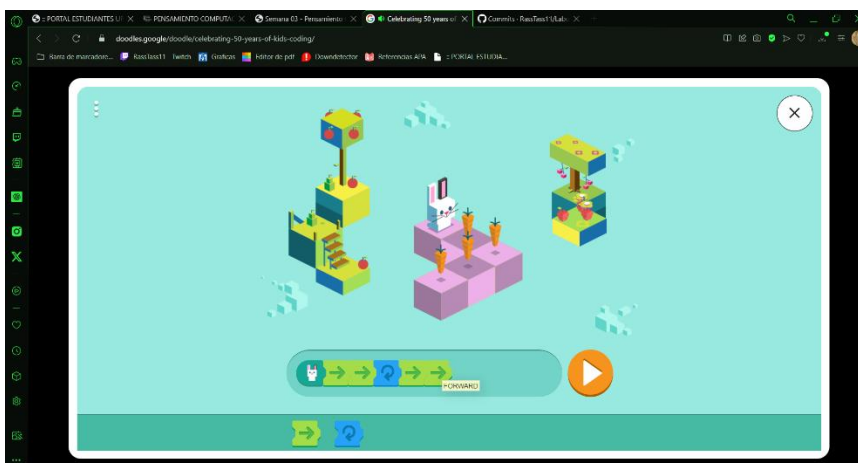 :: PORTAL ESTUDIANTES U
PENSAMIENTO COMPUTAC
Semana 03 - Pensamiento
Celebrating 50 years of
Commits · RassTass11/Lab
doodles.google/doodle/celebrating-50-years-of-kids-coding/
Barra de marcadore...
RassTass11 Twitch
Graficas
Editor de pdf
Downdetector
Referencias APA
:: PORTAL ESTUDIA...
FORWARD